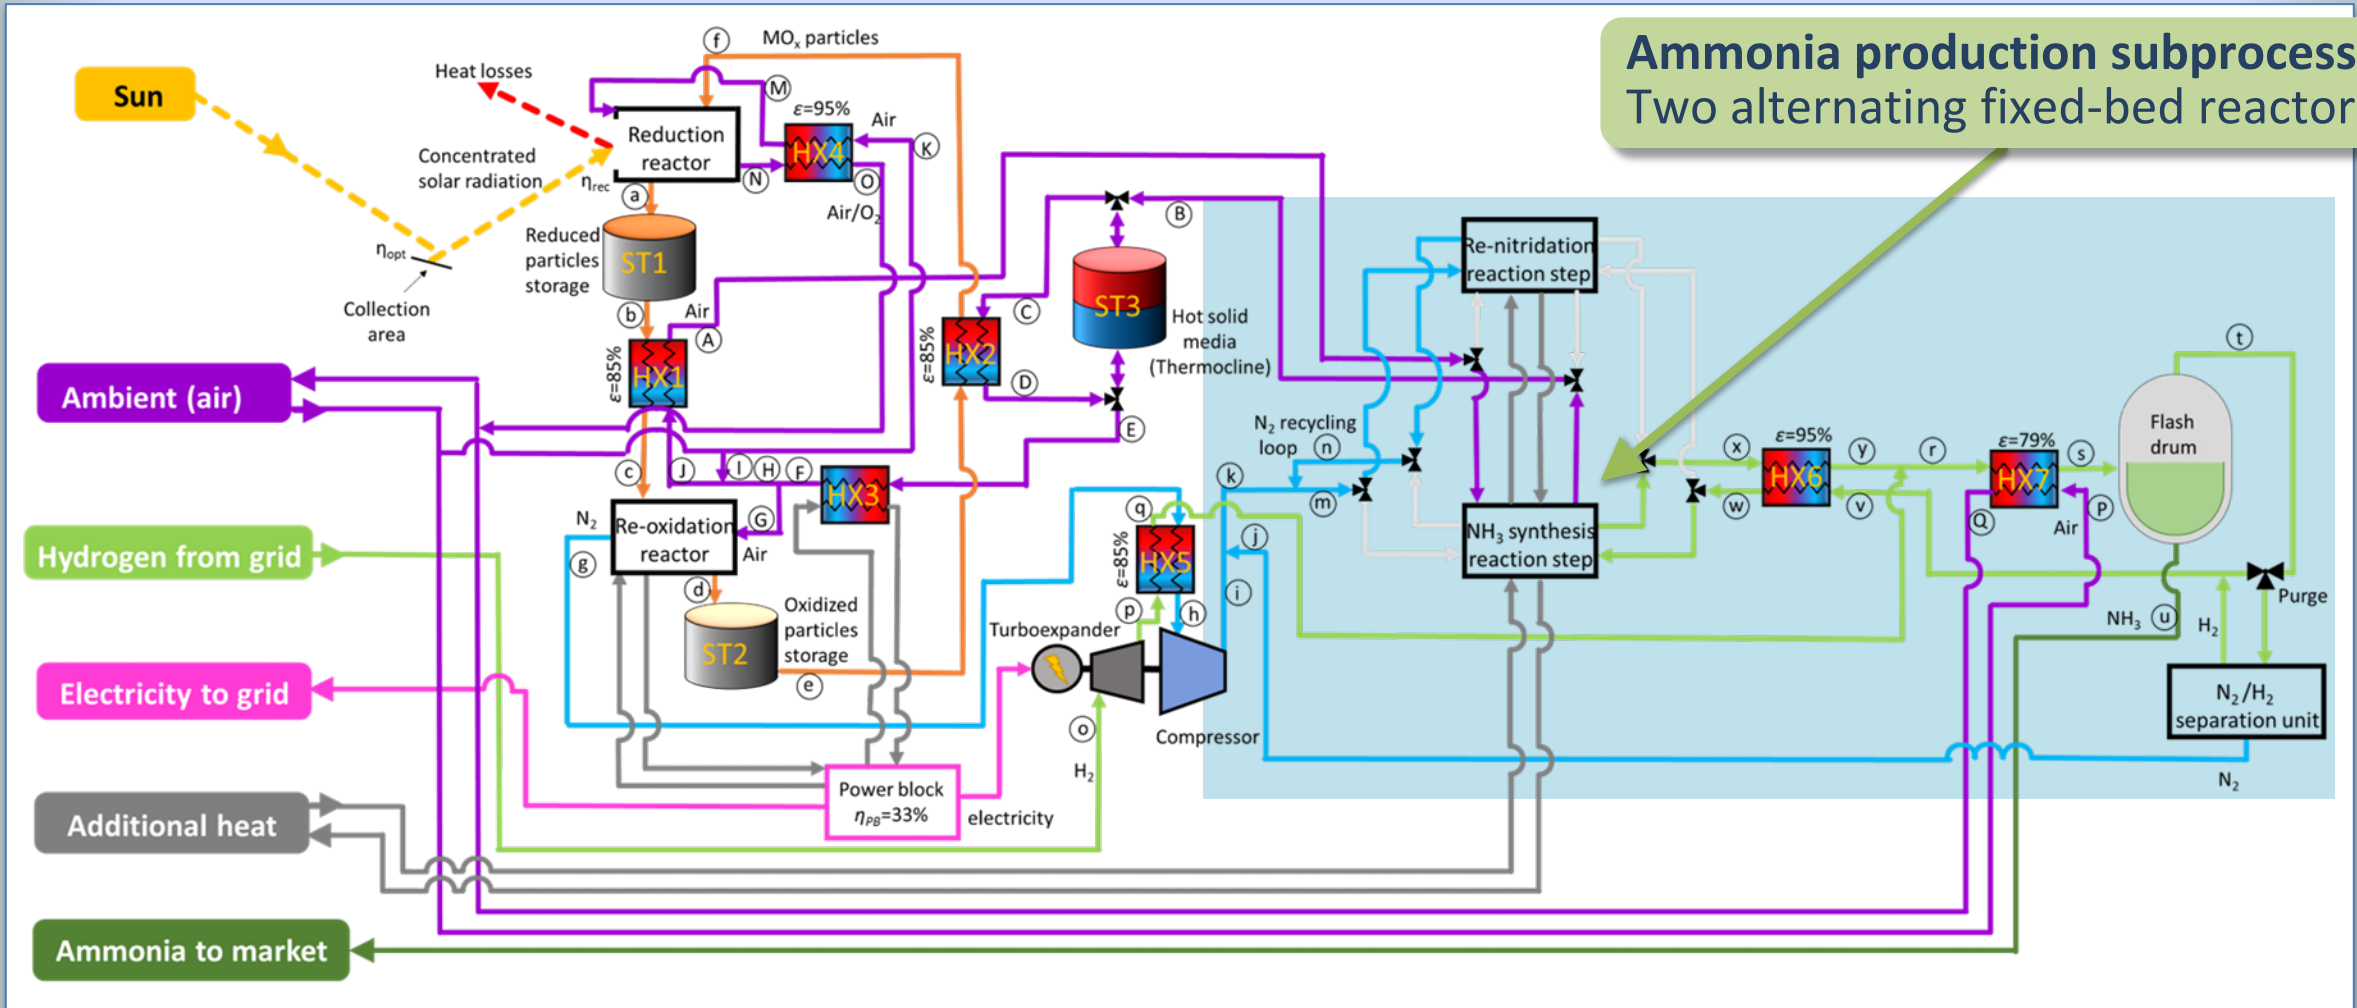 Ammonia production subprocess
Two alternating fixed-bed reactor
Sun
Heat losses
Concentrated
solar radiation
ηrec
ηopt
Collection
area
f
MOx particles
M
ε=95%
Air
K
HX4
Reduction
reactor
N
O
Air/O2
a
Reduced
particles
storage
ST1
b
Air
A
ε=85%
HX1
c
J
I
H
F
HX3
Re-oxidation
reactor
G
Air
N2
g
d
Oxidized
particles
storage
ST2
e
Power block
ηPB=33%
electricity
B
C
ε=85%
HX2
D
ST3
Hot solid
media
(Thermocline)
E
N2 recycling
loop
n
k
m
q
ε=85%
HX5
j
i
p
h
Turboexpander
o
H2
Compressor
Re-nitridation
reaction step
NH3 synthesis
reaction step
x
ε=95%
HX6
y
w
v
r
ε=79%
HX7
s
Q
P
Air
t
Flash
drum
NH3
u
H2
Purge
N2/H2
separation unit
N2
Ambient (air)
Hydrogen from grid
Electricity to grid
Additional heat
Ammonia to market